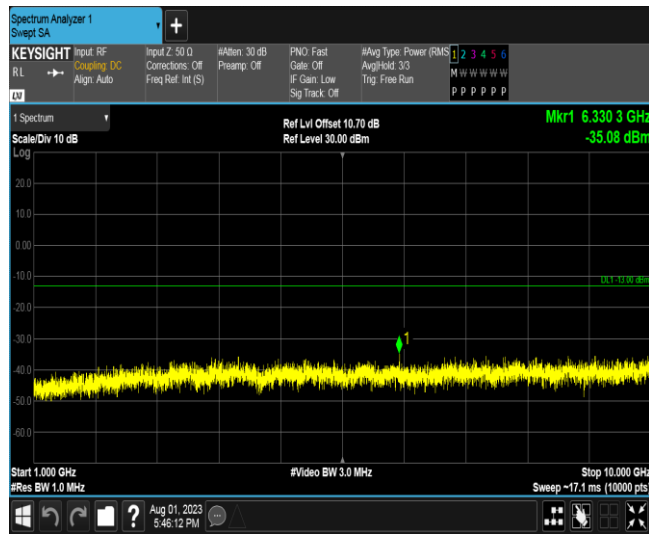 Spectrum Analyzer 1
Swept SA
+
KEYSIGHT
RL
LXI
Input: RF
Coupling: DC
Align: Auto
Input Z: 50 Ω
Corrections: Off
Freq Ref: Int (S)
#Atten: 30 dB
Preamp: Off
PNO: Fast
Gate: Off
IF Gain: Low
Sig Track: Off
#Avg Type: Power (RMS
Avg|Hold: 3/3
Trig: Free Run
1 2 3 4 5 6
M W W W W W
P P P P P P
1 Spectrum
Scale/Div 10 dB
Log
Ref Lvl Offset 10.70 dB
Ref Level 30.00 dBm
Mkr1 6.330 3 GHz
-35.08 dBm
20.0
10.0
0.00
-10.0
DL1 -13.00 dBm
-20.0
-30.0
1
-40.0
-50.0
-60.0
Start 1.000 GHz
#Res BW 1.0 MHz
#Video BW 3.0 MHz
Stop 10.000 GHz
Sweep ~17.1 ms (10000 pts
?
Aug 01, 2023
5:46:12 PM